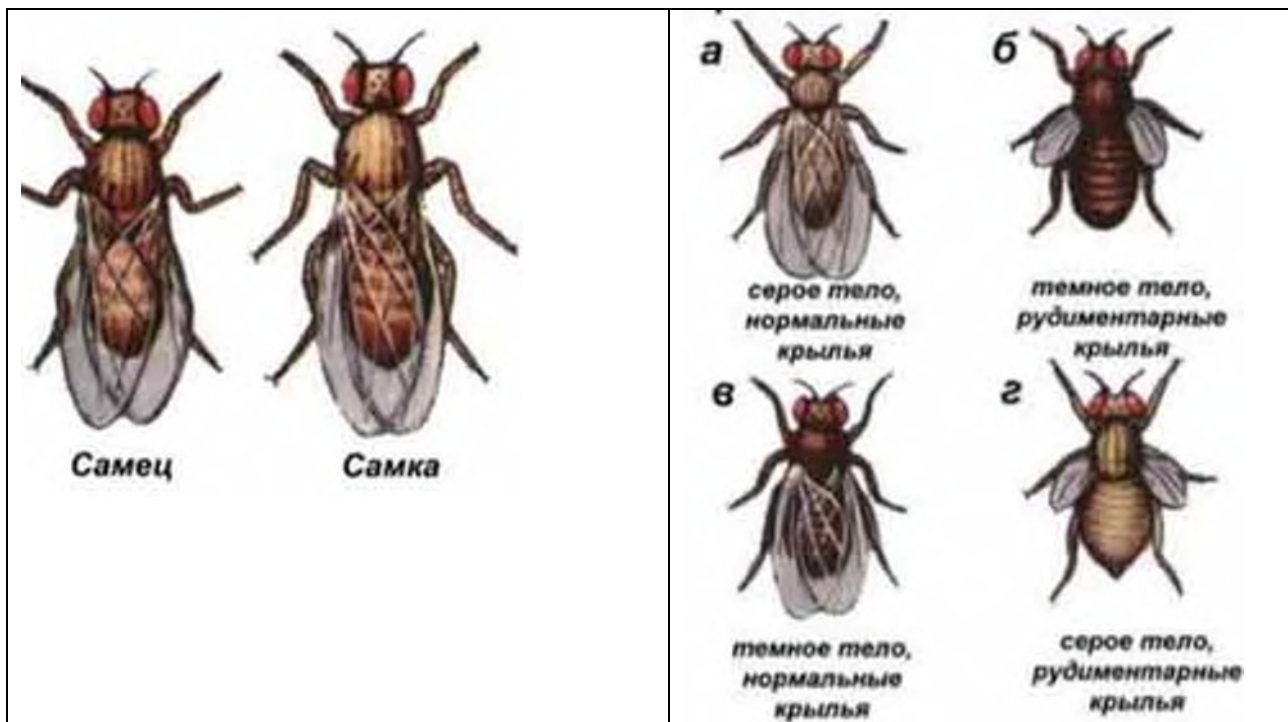 Самец
Самка
а
серое тело,
нормальные
крылья
б
темное тело,
рудиментарные
крылья
в
темное тело,
нормальные
крылья
г
серое тело,
рудиментарные
крылья